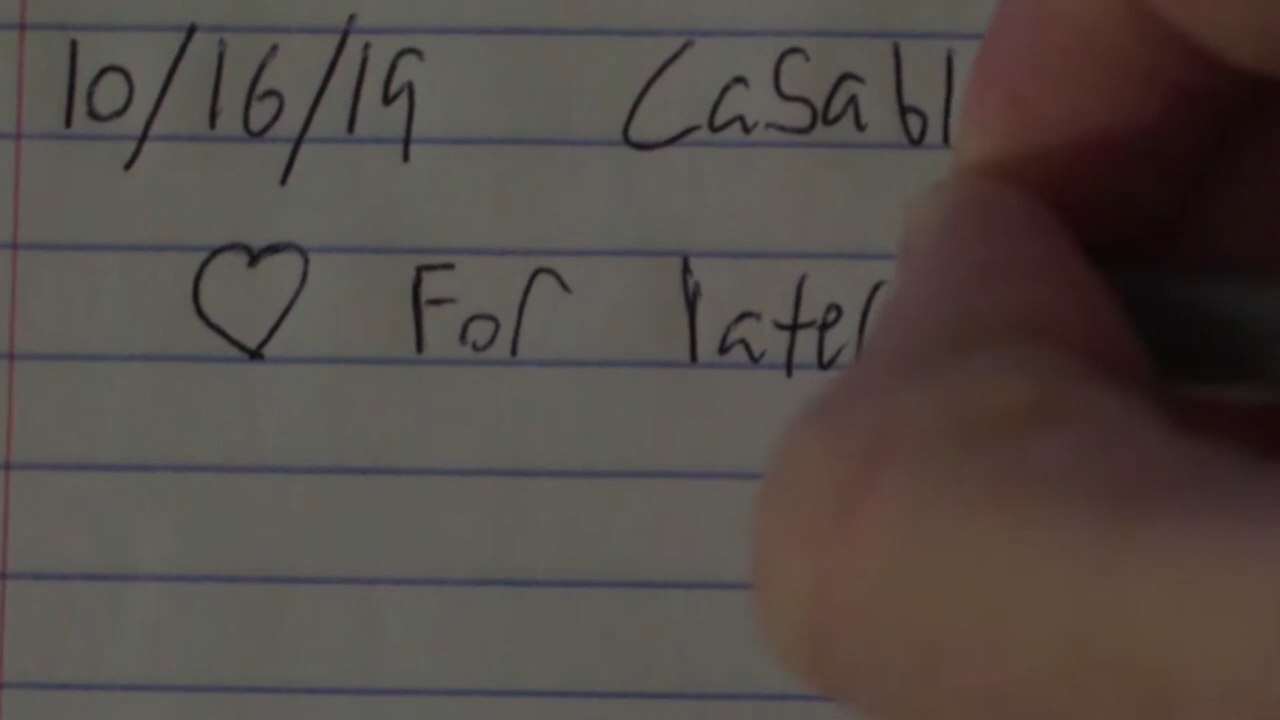 10/16/19 Casabl
♡ For later